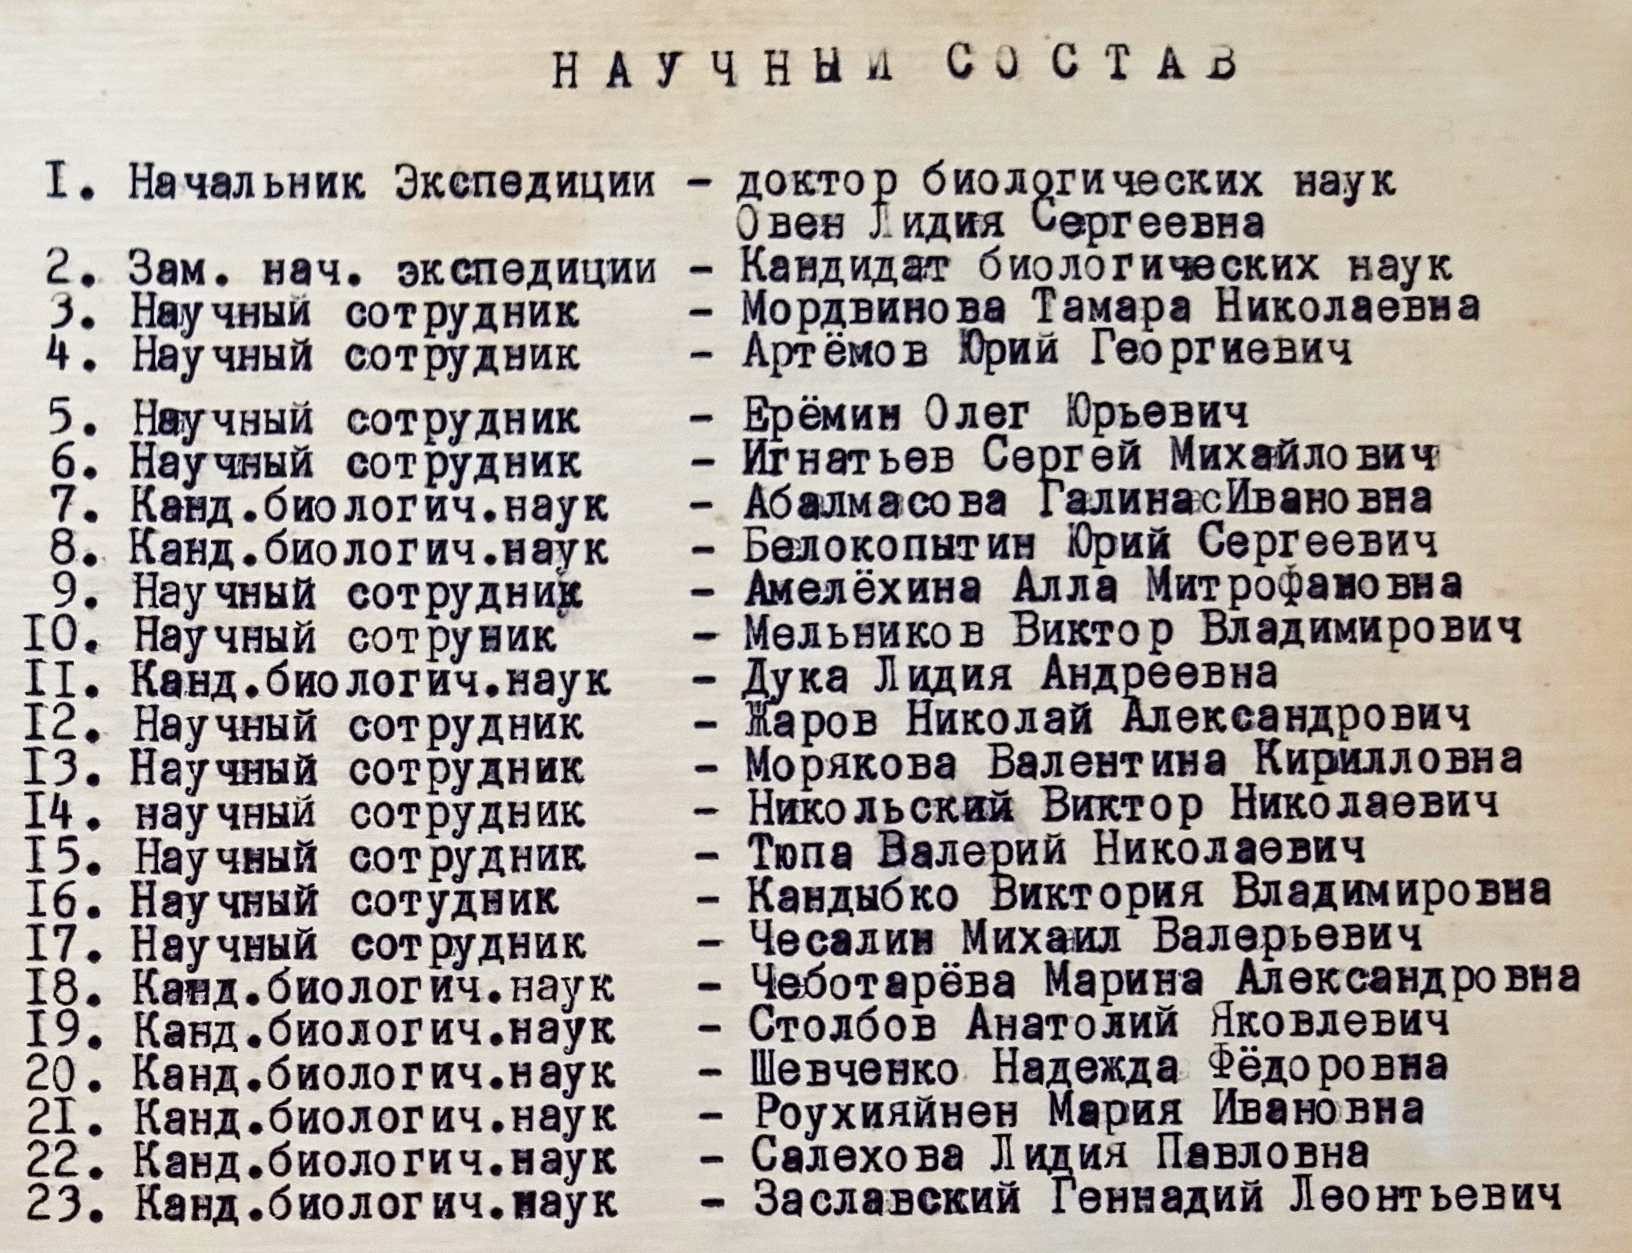 НАУЧНЫЙ СОСТАВ
I. Начальник Экспедиции - доктор биологических наук
Овен Лидия Сергеевна
2. Зам. нач. экспедиции - Кандидат биологических наук
3. Научный сотрудник - Мордвинова Тамара Николаевна
4. Научный сотрудник - Артёмов Юрий Георгиевич
5. Научный сотрудник - Ерёмин Олег Юрьевич
6. Научный сотрудник - Игнатьев Сергей Михайлович
7. Канд.биологич.наук - Абалмасова ГалинасИвановна
8. Канд.биологич.наук - Белокопытин Юрий Сергеевич
9. Научный сотрудник - Амелёхина Алла Митрофановна
I0. Научный сотруник - Мельников Виктор Владимирович
II. Канд.биологич.наук - Дука Лидия Андреевна
I2. Научный сотрудник - Жаров Николай Александрович
I3. Научный сотрудник - Морякова Валентина Кирилловна
I4. научный сотрудник - Никольский Виктор Николаевич
I5. Научный сотрудник - Тюпа Валерий Николаевич
I6. Научный сотудник - Кандыбко Виктория Владимировна
I7. Научный сотрудник - Чесалин Михаил Валерьевич
I8. Канд.биологич.наук - Чеботарёва Марина Александровна
I9. Канд.биологич.наук - Столбов Анатолий Яковлевич
20. Канд.биологич.наук - Шевченко Надежда Фёдоровна
2I. Канд.биологич.наук - Роухияйнен Мария Ивановна
22. Канд.биологич.наук - Салехова Лидия Павловна
23. Канд.биологич.наук - Заславский Геннадий Леонтьевич